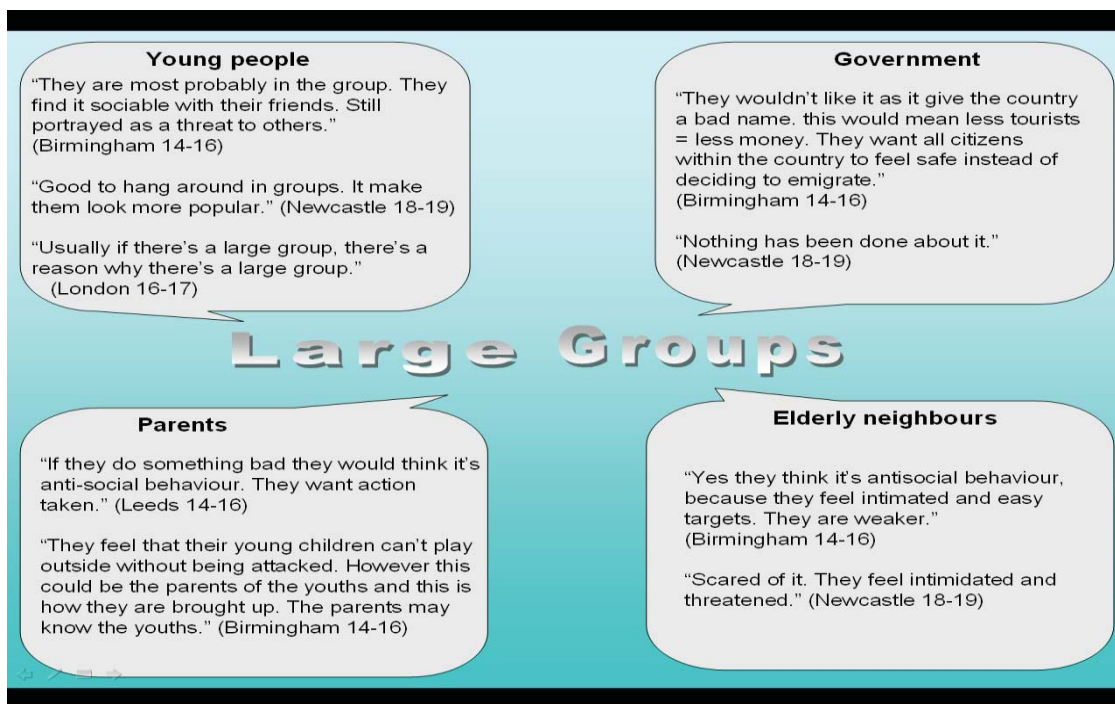 Young people
“They are most probably in the group. They
find it sociable with their friends. Still
portrayed as a threat to others.”
(Birmingham 14-16)
“Good to hang around in groups. It make
them look more popular.” (Newcastle 18-19)
“Usually if there’s a large group, there’s a
reason why there’s a large group.”
(London 16-17)
Government
“They wouldn’t like it as it give the country
a bad name. this would mean less tourists
= less money. They want all citizens
within the country to feel safe instead of
deciding to emigrate.”
(Birmingham 14-16)
“Nothing has been done about it.”
(Newcastle 18-19)
Large Groups
Parents
“If they do something bad they would think it’s
anti-social behaviour. They want action
taken.” (Leeds 14-16)
“They feel that their young children can’t play
outside without being attacked. However this
could be the parents of the youths and this is
how they are brought up. The parents may
know the youths.” (Birmingham 14-16)
Elderly neighbours
“Yes they think it’s antisocial behaviour,
because they feel intimated and easy
targets. They are weaker.”
(Birmingham 14-16)
“Scared of it. They feel intimidated and
threatened.” (Newcastle 18-19)